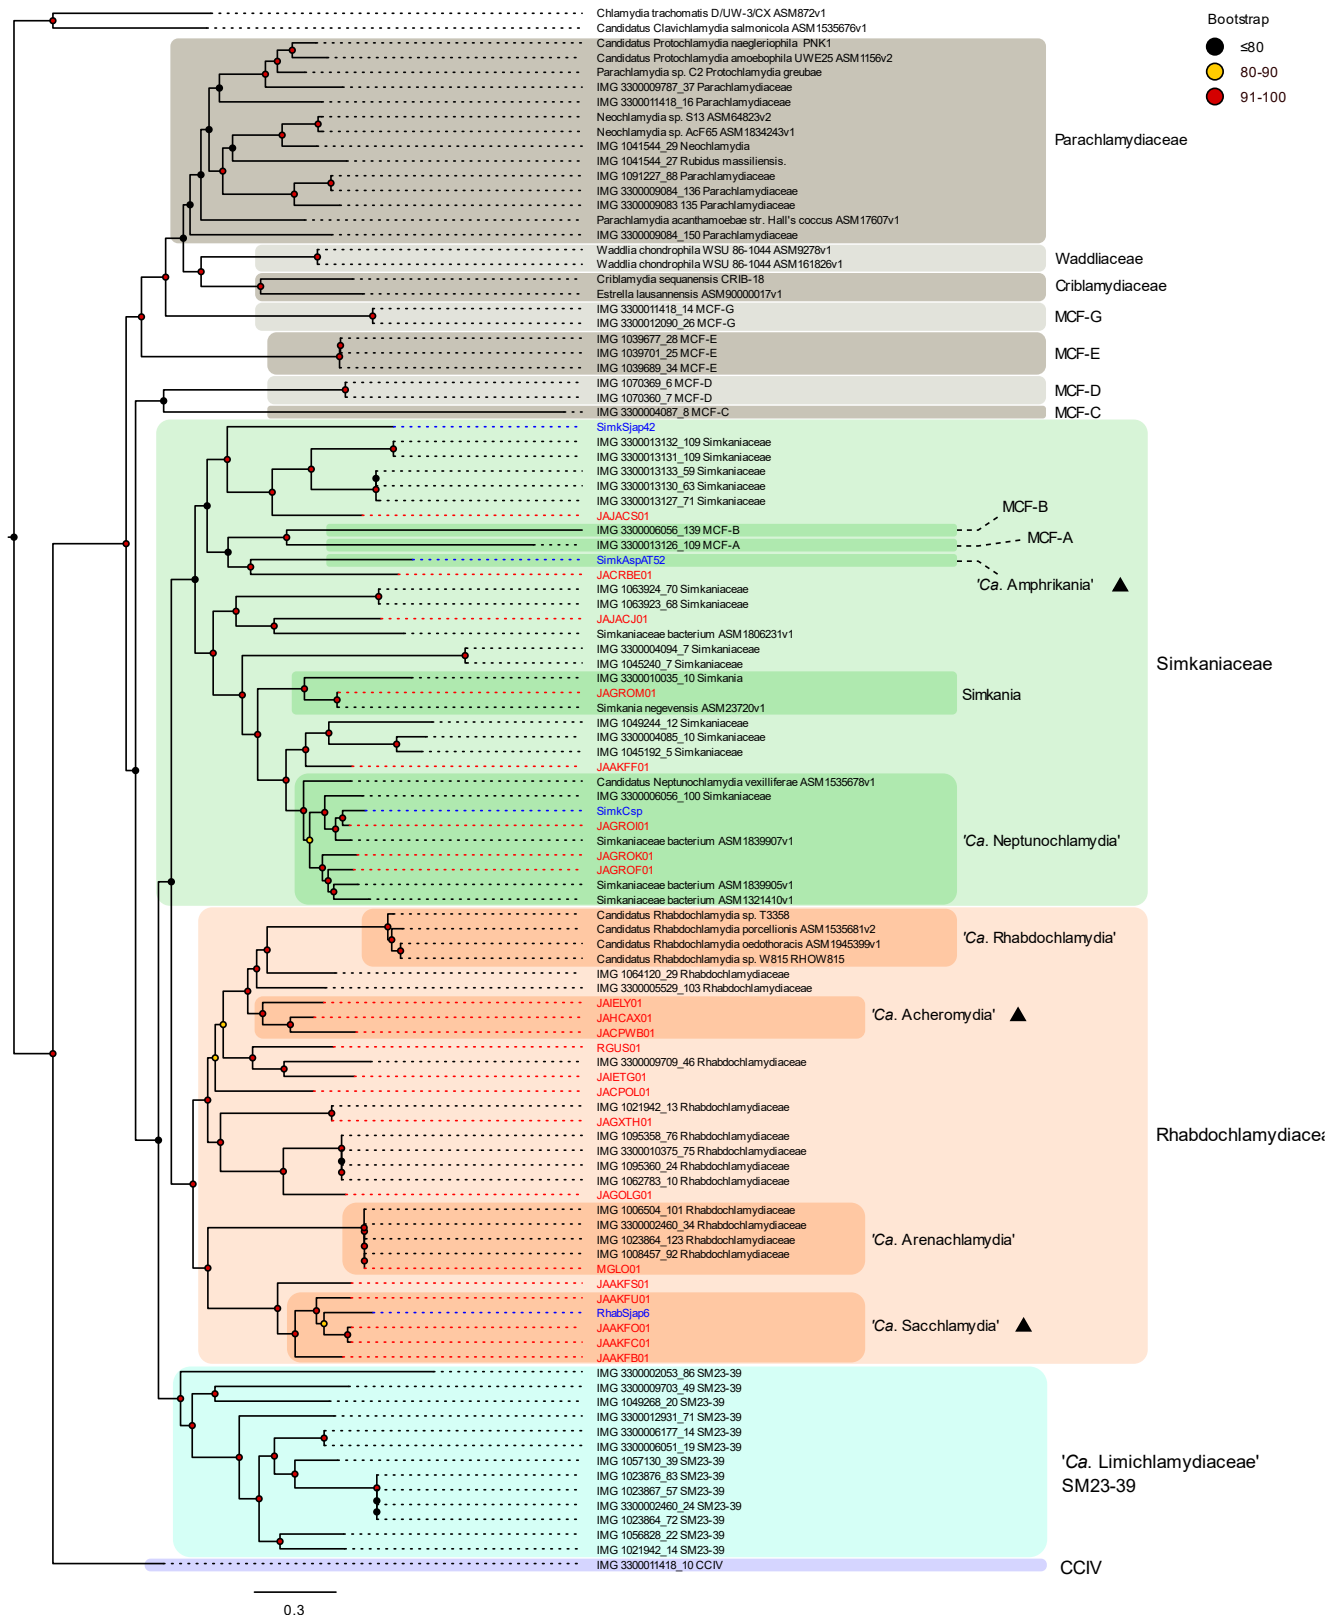 Chlamydia trachomatis D/UW-3/CX ASM872v1
Candidatus Clavichlamydia salmonicola ASM1535676v1
Candidatus Protochlamydia naegleriophila PNK1
Candidatus Protochlamydia amoebophila UWE25 ASM1156v2
Parachlamydia sp. C2 Protochlamydia greubae
IMG 3300009787_37 Parachlamydiaceae
IMG 3300011418_16 Parachlamydiaceae
Neochlamydia sp. S13 ASM64823v2
Neochlamydia sp. AcF65 ASM1834243v1
IMG 1041544_29 Neochlamydia
IMG 1041544_27 Rubidus massiliensis.
IMG 1091227_88 Parachlamydiaceae
IMG 3300009084_136 Parachlamydiaceae
IMG 3300009083 135 Parachlamydiaceae
Parachlamydia acanthamoebae str. Hall's coccus ASM17607v1
IMG 3300009084_150 Parachlamydiaceae
Waddlia chondrophila WSU 86-1044 ASM9278v1
Waddlia chondrophila WSU 86-1044 ASM161826v1
Criblamydia sequanensis CRIB-18
Estrella lausannensis ASM90000017v1
IMG 3300011418_14 MCF-G
IMG 3300012090_26 MCF-G
IMG 1039677_28 MCF-E
IMG 1039701_25 MCF-E
IMG 1039689_34 MCF-E
IMG 1070369_6 MCF-D
IMG 1070360_7 MCF-D
IMG 3300004087_8 MCF-C
SimkSjap42
IMG 3300013132_109 Simkaniaceae
IMG 3300013131_109 Simkaniaceae
IMG 3300013133_59 Simkaniaceae
IMG 3300013130_63 Simkaniaceae
IMG 3300013127_71 Simkaniaceae
JAJACS01
IMG 3300006056_139 MCF-B
IMG 3300013126_109 MCF-A
SimkAspAT52
JACRBE01
IMG 1063924_70 Simkaniaceae
IMG 1063923_68 Simkaniaceae
JAJACJ01
Simkaniaceae bacterium ASM1806231v1
IMG 3300004094_7 Simkaniaceae
IMG 1045240_7 Simkaniaceae
IMG 3300010035_10 Simkania
JAGROM01
Simkania negevensis ASM23720v1
IMG 1049244_12 Simkaniaceae
IMG 3300004085_10 Simkaniaceae
IMG 1045192_5 Simkaniaceae
JAAKFF01
Candidatus Neptunochlamydia vexilliferae ASM1535678v1
IMG 3300006056_100 Simkaniaceae
SimkCsp
JAGROI01
Simkaniaceae bacterium ASM1839907v1
JAGROK01
JAGROF01
Simkaniaceae bacterium ASM1839905v1
Simkaniaceae bacterium ASM1321410v1
Candidatus Rhabdochlamydia sp. T3358
Candidatus Rhabdochlamydia porcellionis ASM1535681v2
Candidatus Rhabdochlamydia oedothoracis ASM1945399v1
Candidatus Rhabdochlamydia sp. W815 RHOW815
IMG 1064120_29 Rhabdochlamydiaceae
IMG 3300005529_103 Rhabdochlamydiaceae
JAIELY01
JAHCAX01
JACPWB01
RGUS01
IMG 3300009709_46 Rhabdochlamydiaceae
JAIETG01
JACPOL01
IMG 1021942_13 Rhabdochlamydiaceae
JAGXTH01
IMG 1095358_76 Rhabdochlamydiaceae
IMG 3300010375_75 Rhabdochlamydiaceae
IMG 1095360_24 Rhabdochlamydiaceae
IMG 1062783_10 Rhabdochlamydiaceae
JAGOLG01
IMG 1006504_101 Rhabdochlamydiaceae
IMG 3300002460_34 Rhabdochlamydiaceae
IMG 1023864_123 Rhabdochlamydiaceae
IMG 1008457_92 Rhabdochlamydiaceae
MGLO01
JAAKFS01
JAAKFU01
RhabSjap6
JAAKFO01
JAAKFC01
JAAKFB01
IMG 3300002053_86 SM23-39
IMG 3300009703_49 SM23-39
IMG 1049268_20 SM23-39
IMG 3300012931_71 SM23-39
IMG 3300006177_14 SM23-39
IMG 3300006051_19 SM23-39
IMG 1057130_39 SM23-39
IMG 1023876_83 SM23-39
IMG 1023867_57 SM23-39
IMG 3300002460_24 SM23-39
IMG 1023864_72 SM23-39
IMG 1056828_22 SM23-39
IMG 1021942_14 SM23-39
IMG 3300011418_10 CCIV
Bootstrap
≤80
80-90
91-100
Parachlamydiaceae
Waddliaceae
Criblamydiaceae
MCF-G
MCF-E
MCF-D
MCF-C
MCF-B
MCF-A
'Ca. Amphrikania'
Simkaniaceae
Simkania
'Ca. Neptunochlamydia'
'Ca. Rhabdochlamydia'
'Ca. Acheromydia'
Rhabdochlamydiacea
'Ca. Arenachlamydia'
'Ca. Sacchlamydia'
'Ca. Limichlamydiaceae'
SM23-39
CCIV
0.3